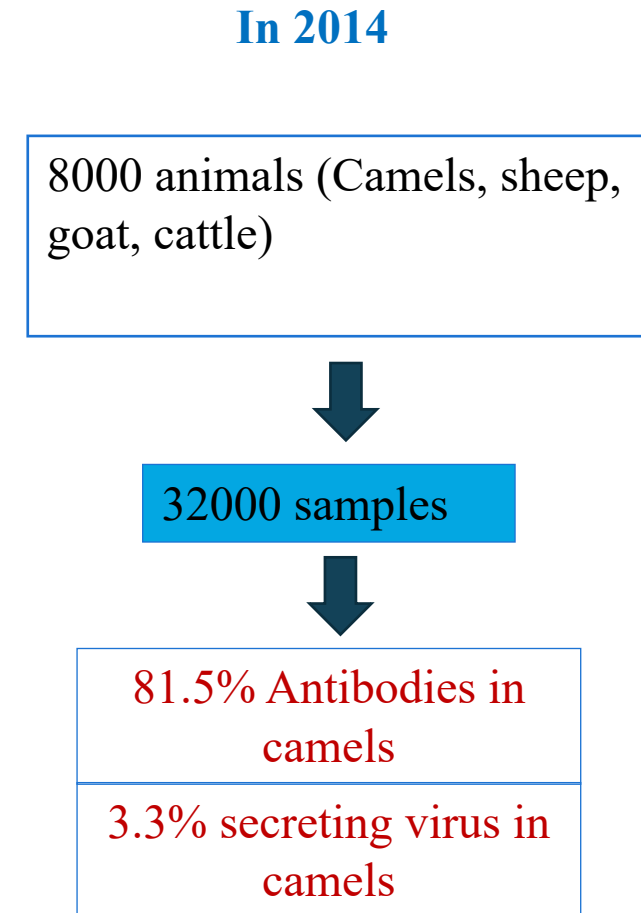 In 2014
8000 animals (Camels, sheep,
goat, cattle)
32000 samples
81.5% Antibodies in
camels
3.3% secreting virus in
camels